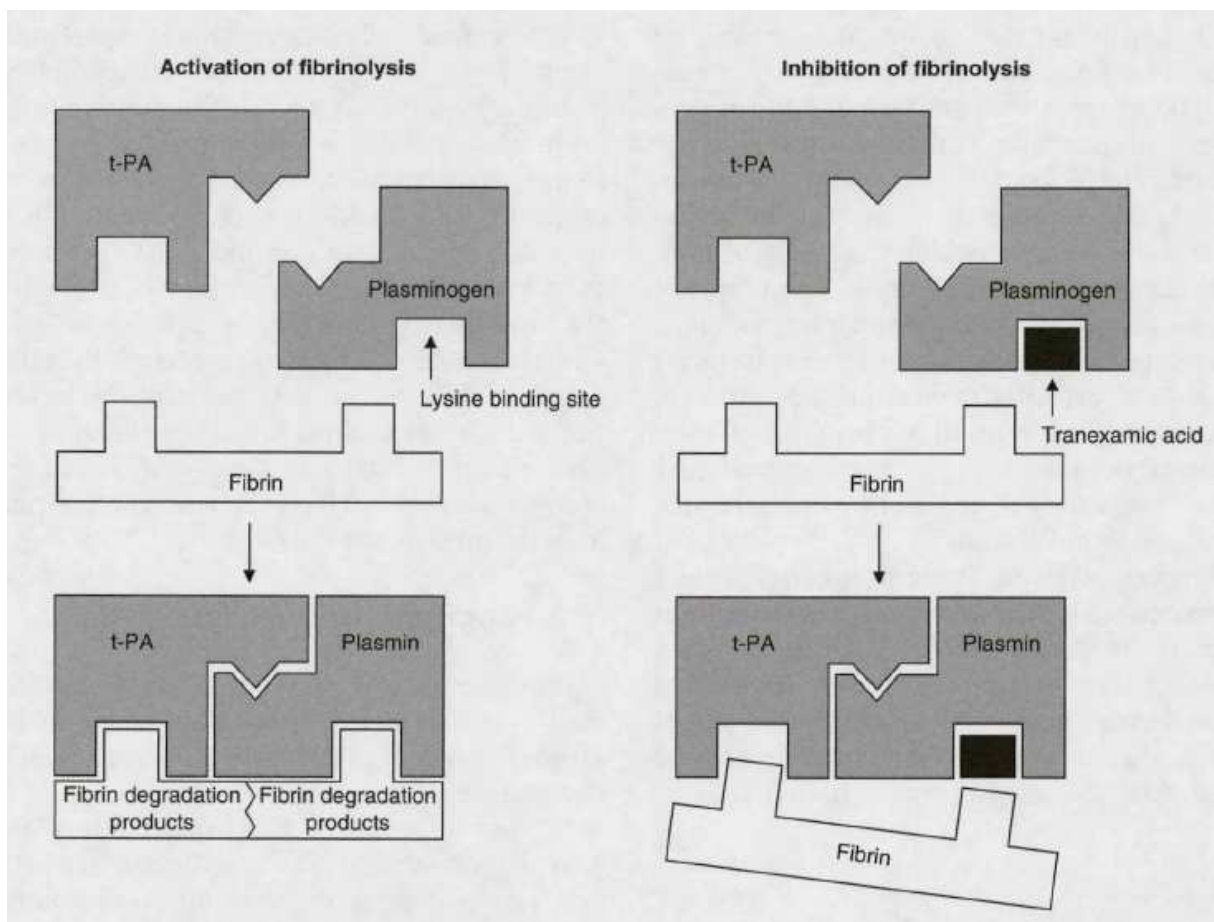 Activation of fibrinolysis
t-PA
Plasminogen
Lysine binding site
Fibrin
t-PA
Plasmin
Fibrin degradation
products
Fibrin degradation
products
Inhibition of fibrinolysis
t-PA
Plasminogen
Tranexamic acid
Fibrin
t-PA
Plasmin
Fibrin